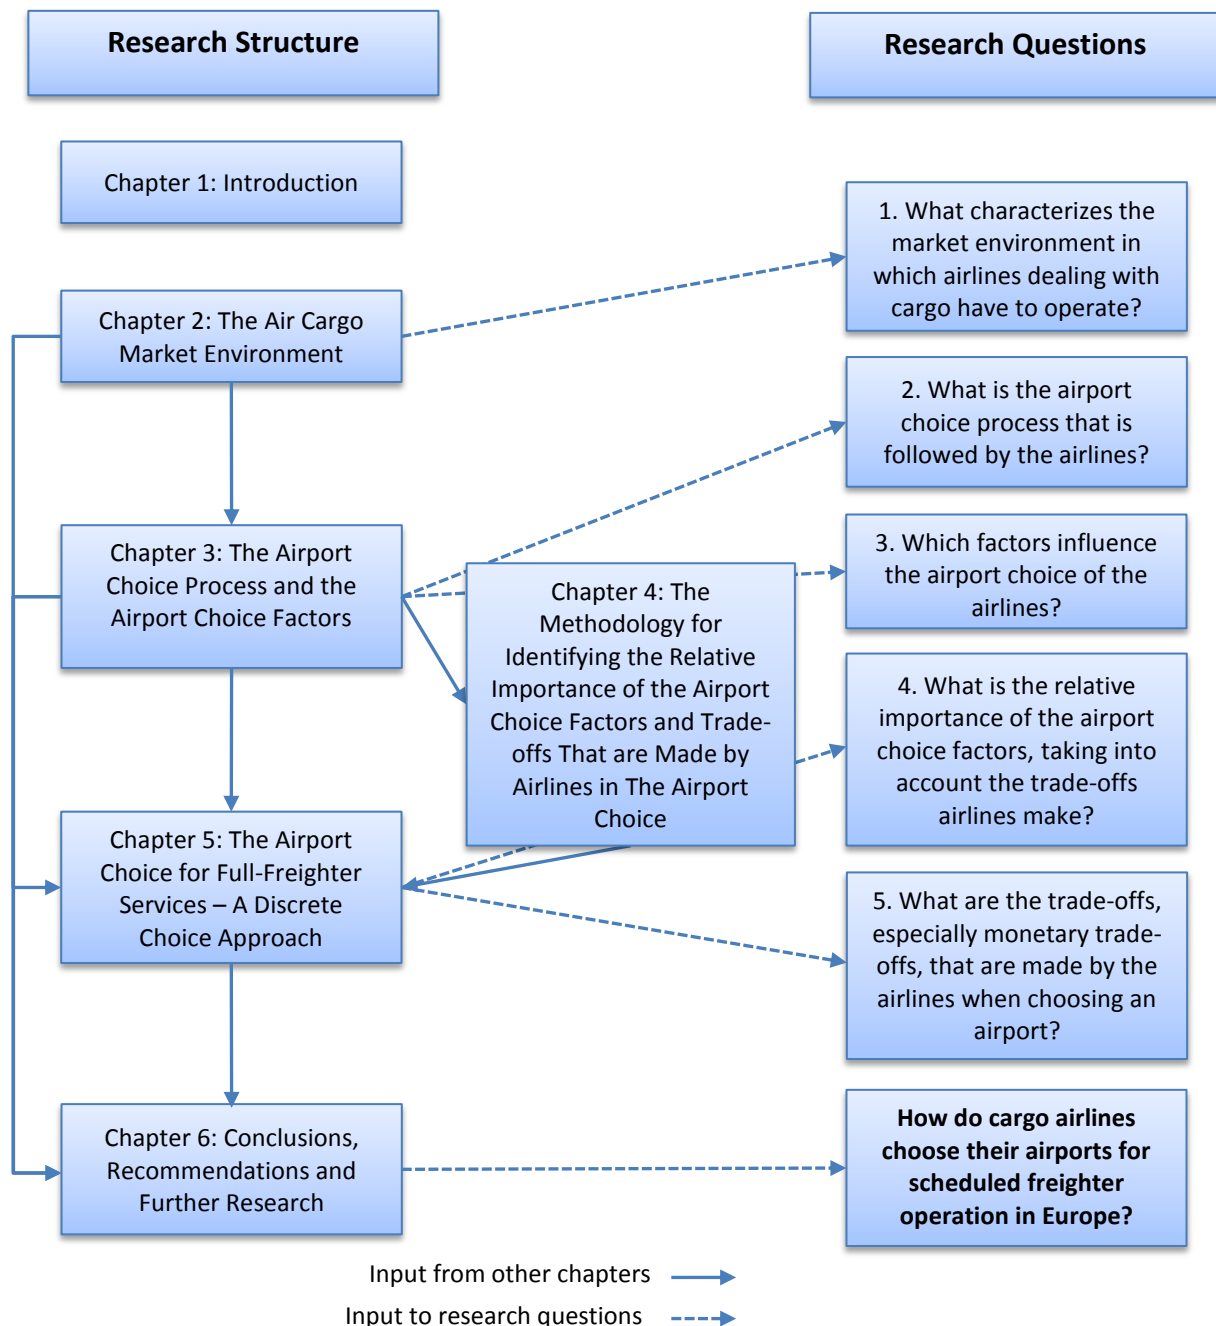 Research Structure
Research Questions
Chapter 1: Introduction
Chapter 2: The Air Cargo
Market Environment
Chapter 3: The Airport
Choice Process and the
Airport Choice Factors
Chapter 4: The
Methodology for
Identifying the Relative
Importance of the Airport
Choice Factors and Trade-
offs That are Made by
Airlines in The Airport
Choice
Chapter 5: The Airport
Choice for Full-Freighter
Services – A Discrete
Choice Approach
Chapter 6: Conclusions,
Recommendations and
Further Research
1. What characterizes the
market environment in
which airlines dealing with
cargo have to operate?
2. What is the airport
choice process that is
followed by the airlines?
3. Which factors influence
the airport choice of the
airlines?
4. What is the relative
importance of the airport
choice factors, taking into
account the trade-offs
airlines make?
5. What are the trade-offs,
especially monetary trade-
offs, that are made by the
airlines when choosing an
airport?
How do cargo airlines
choose their airports for
scheduled freighter
operation in Europe?
Input from other chapters
Input to research questions